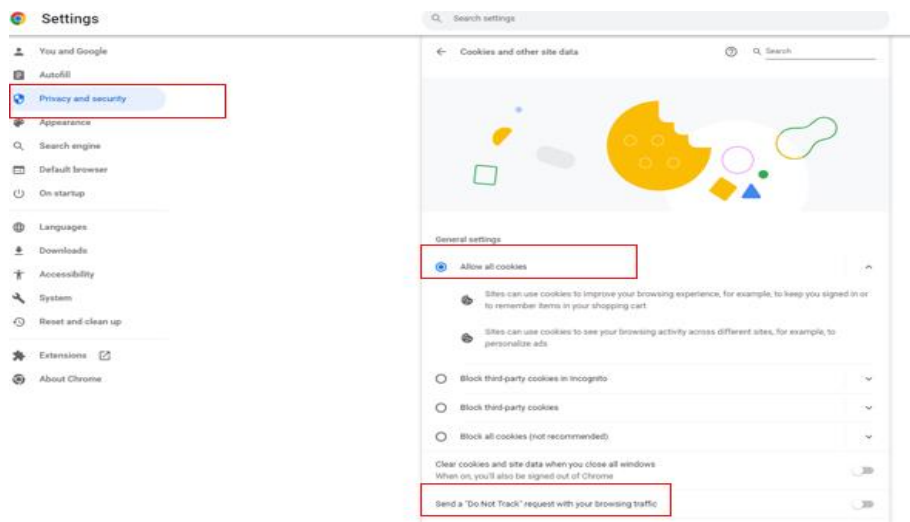 Settings
Search settings
You and Google
Autofill
Privacy and security
Appearance
Search engine
Default browser
On startup
Languages
Downloads
Accessibility
System
Reset and clean up
Extensions
About Chrome
Cookies and other site data
Search
General settings
Allow all cookies
Sites can use cookies to improve your browsing experience, for example, to keep you signed in or
to remember items in your shopping cart
Sites can use cookies to see your browsing activity across different sites, for example, to
personalize ads
Block third-party cookies in Incognito
Block third-party cookies
Block all cookies (not recommended)
Clear cookies and site data when you close all windows
When on, you'll also be signed out of Chrome
Send a "Do Not Track" request with your browsing traffic